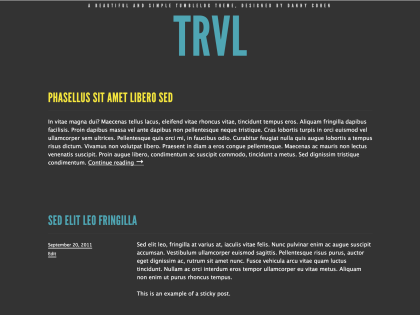 A BEAUTIFUL AND SIMPLE TUMBLELOG THEME, DESIGNED BY DANNY COHEN
TRVL
PHASELLUS SIT AMET LIBERO SED
In vitae magna dui? Maecenas tellus lacus, eleifend vitae rhoncus vitae, tincidunt tempus eros. Aliquam fringilla dapibus
facilisis. Proin dapibus massa vel ante dapibus non pellentesque neque tristique. Cras lobortis turpis in orci euismod vel
ullamcorper sem ultrices. Pellentesque quis orci mi, in faucibus odio. Curabitur feugiat nulla quis augue lobortis a tempus
risus dictum. Vivamus non volutpat libero. Praesent in diam a eros congue pellentesque. Maecenas ac mauris non lectus
venenatis suscipit. Proin augue libero, condimentum ac suscipit commodo, tincidunt a metus. Sed dignissim tristique
condimentum. Continue reading →
SED ELIT LEO FRINGILLA
September 20, 2011
Edit
Sed elit leo, fringilla at varius at, iaculis vitae felis. Nunc pulvinar enim ac augue suscipit
accumsan. Vestibulum ullamcorper euismod sagittis. Pellentesque risus purus, auctor
eget dignissim ac, rutrum sit amet nunc. Fusce vehicula arcu vitae quam luctus
tincidunt. Nullam ac orci interdum eros tempor ullamcorper eu vitae metus. Aliquam
non enim ut purus rhoncus tempus.
This is an example of a sticky post.